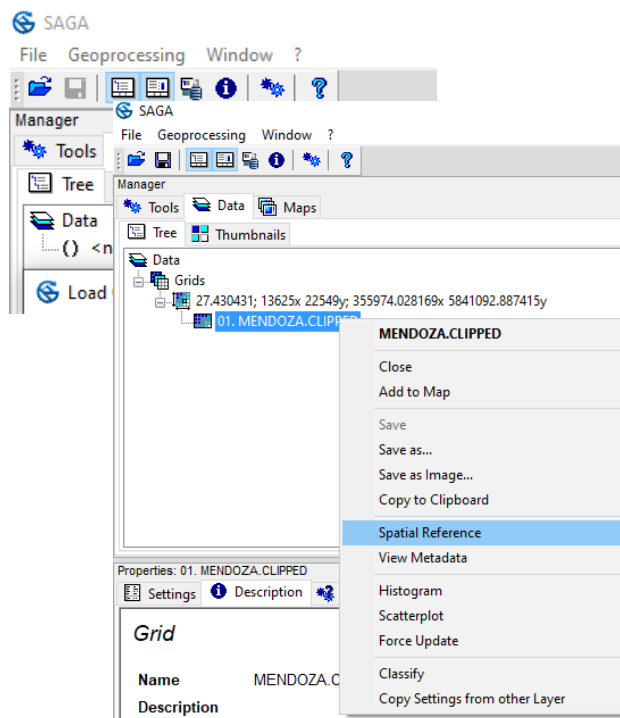 SAGA
File Geoprocessing Window ?
Manager
Tools
Tree
Data
Load
SAGA
File Geoprocessing Window ?
Manager
Tools Data Maps
Tree Thumbnails
Data
Grids
27.430431; 13625x 22549y; 355974.028169x 5841092.887415y
01. MENDOZA.CLIPPED
MENDOZA.CLIPPED
Close
Add to Map
Save
Save as...
Save as Image...
Copy to Clipboard
Spatial Reference
View Metadata
Histogram
Scatterplot
Force Update
Classify
Copy Settings from other Layer
Properties: 01. MENDOZA.CLIPPED
Settings Description
Grid
Name MENDOZA.C
Description